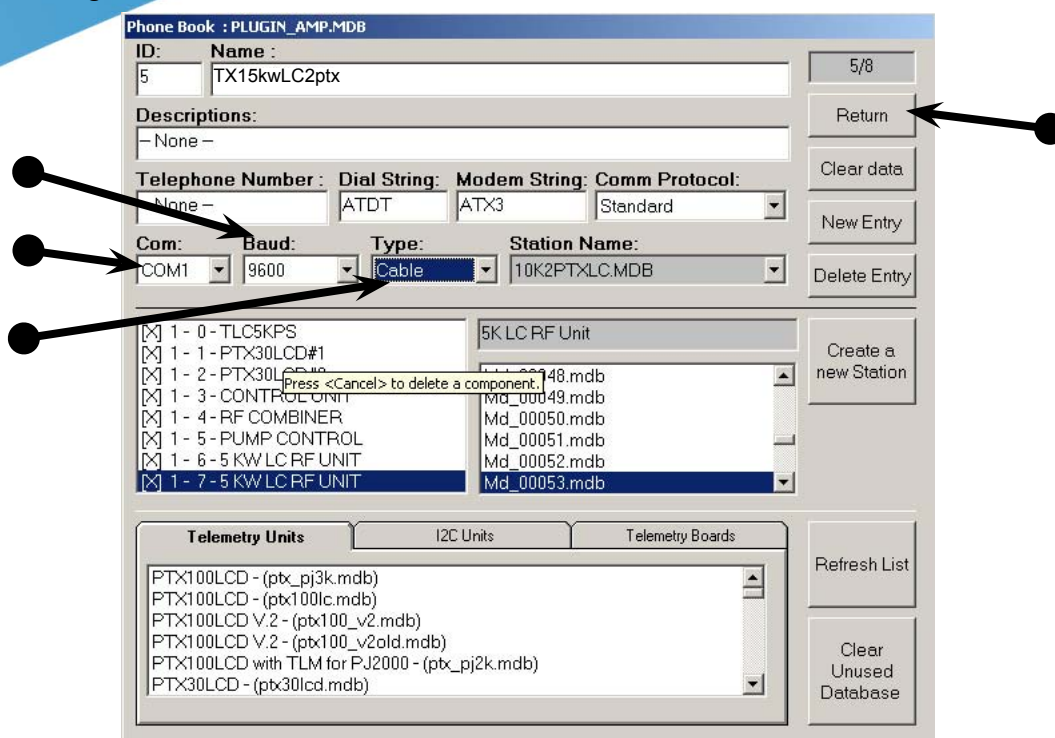 Phone Book : PLUGIN_AMP.MDB
ID: Name :
5 TX15kwLC2ptx
5/8
Return
Descriptions:
– None –
Clear data
Telephone Number : Dial String: Modem String: Comm Protocol:
– None – ATDT ATX3 Standard
New Entry
Com: Baud: Type: Station Name:
COM1 9600 Cable 10K2PTXLC.MDB
Delete Entry
[X] 1 - 0 - TLC5KPS
[X] 1 - 1 - PTX30LCD#1
[X] 1 - 2 - PTX30L
[X] 1 - 3 - CONTROL UNIT
[X] 1 - 4 - RF COMBINER
[X] 1 - 5 - PUMP CONTROL
[X] 1 - 6 - 5 KW LC RF UNIT
[X] 1 - 7 - 5 KW LC RF UNIT
Press <Cancel> to delete a component.
5K LC RF Unit
48.mdb
Md_00049.mdb
Md_00050.mdb
Md_00051.mdb
Md_00052.mdb
Md_00053.mdb
Create a
new Station
Telemetry Units I2C Units Telemetry Boards
PTX100LCD - (ptx_pj3k.mdb)
PTX100LCD - (ptx100lc.mdb)
PTX100LCD V.2 - (ptx100_v2.mdb)
PTX100LCD V.2 - (ptx100_v2old.mdb)
PTX100LCD with TLM for PJ2000 - (ptx_pj2k.mdb)
PTX30LCD - (ptx30lcd.mdb)
Refresh List
Clear
Unused
Database